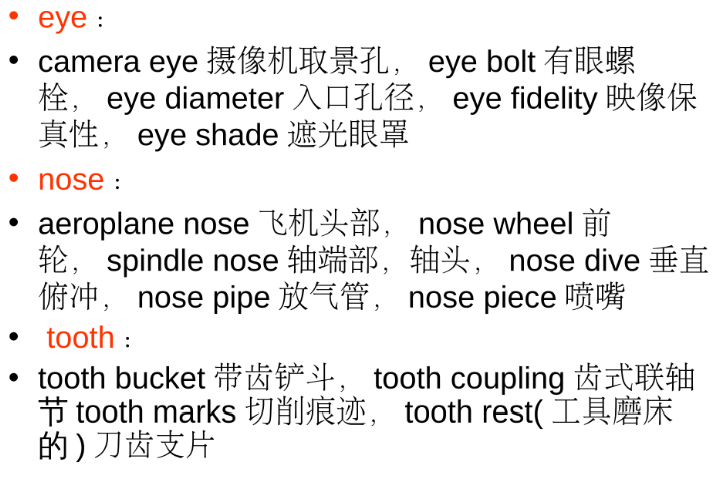 • eye：
• camera eye 摄像机取景孔， eye bolt 有眼螺
栓， eye diameter 入口孔径， eye fidelity 映像保
真性， eye shade 遮光眼罩
• nose：
• aeroplane nose 飞机头部， nose wheel 前
轮， spindle nose 轴端部，轴头， nose dive 垂直
俯冲， nose pipe 放气管， nose piece 喷嘴
• tooth：
• tooth bucket 带齿铲斗， tooth coupling 齿式联轴
节 tooth marks 切削痕迹， tooth rest( 工具磨床
的 ) 刀齿支片